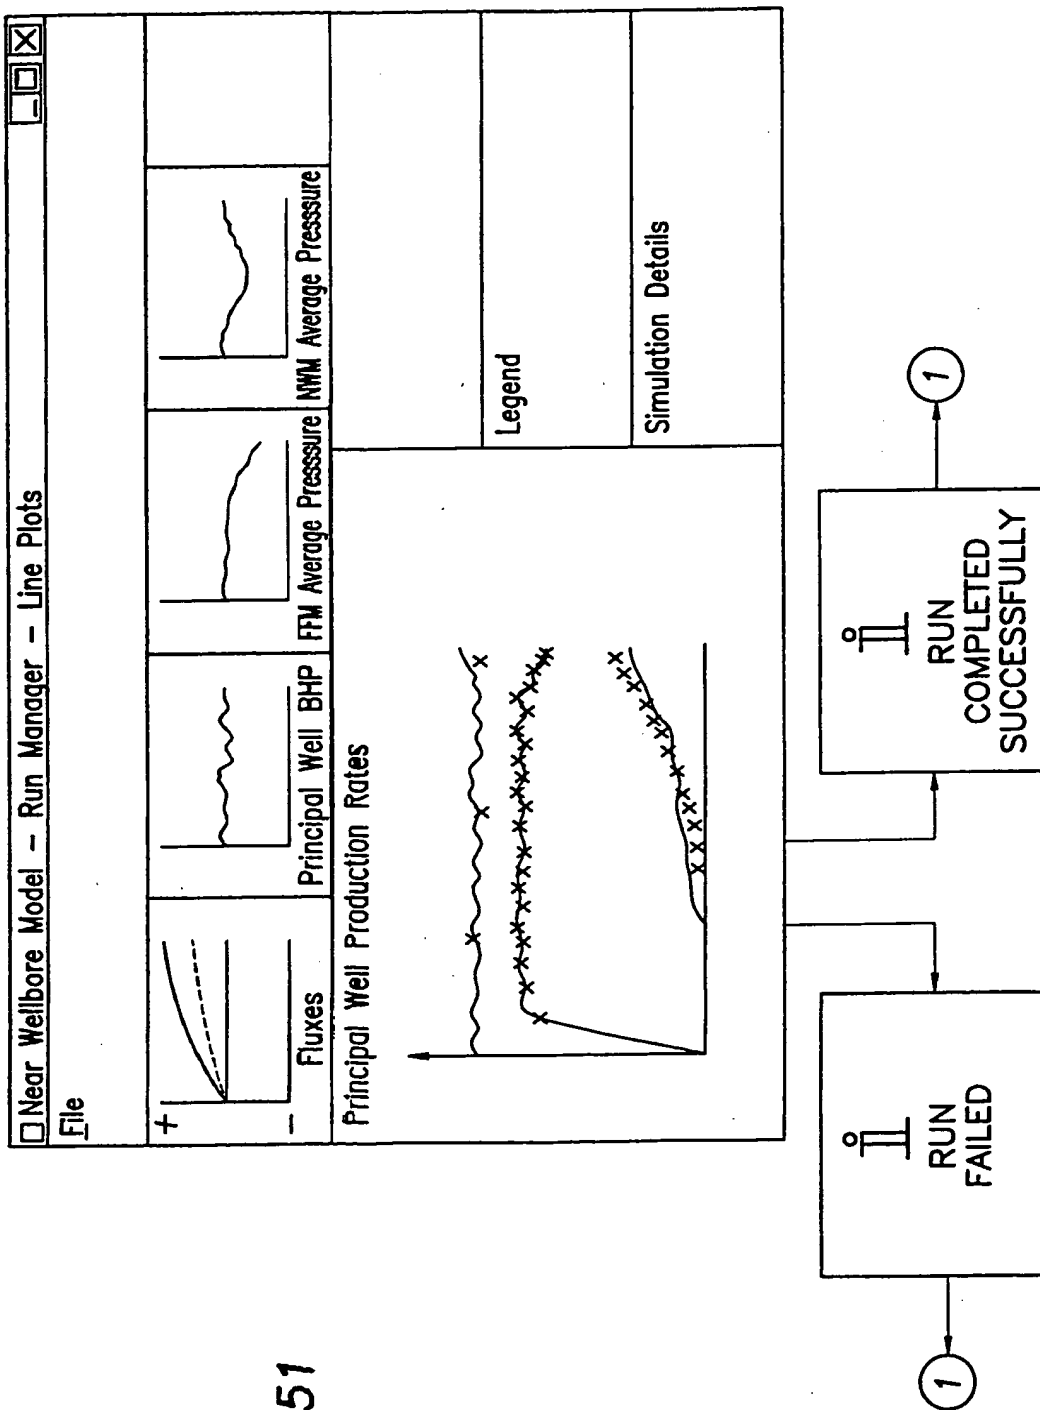 Near Wellbore Model – Run Manager – Line Plots
File
+
–
Fluxes
Principal Well BHP
FFM Average Presssure
NWM Average Presssure
Principal Well Production Rates
Legend
Simulation Details
i
RUN
FAILED
1
i
RUN
COMPLETED
SUCCESSFULLY
1
51